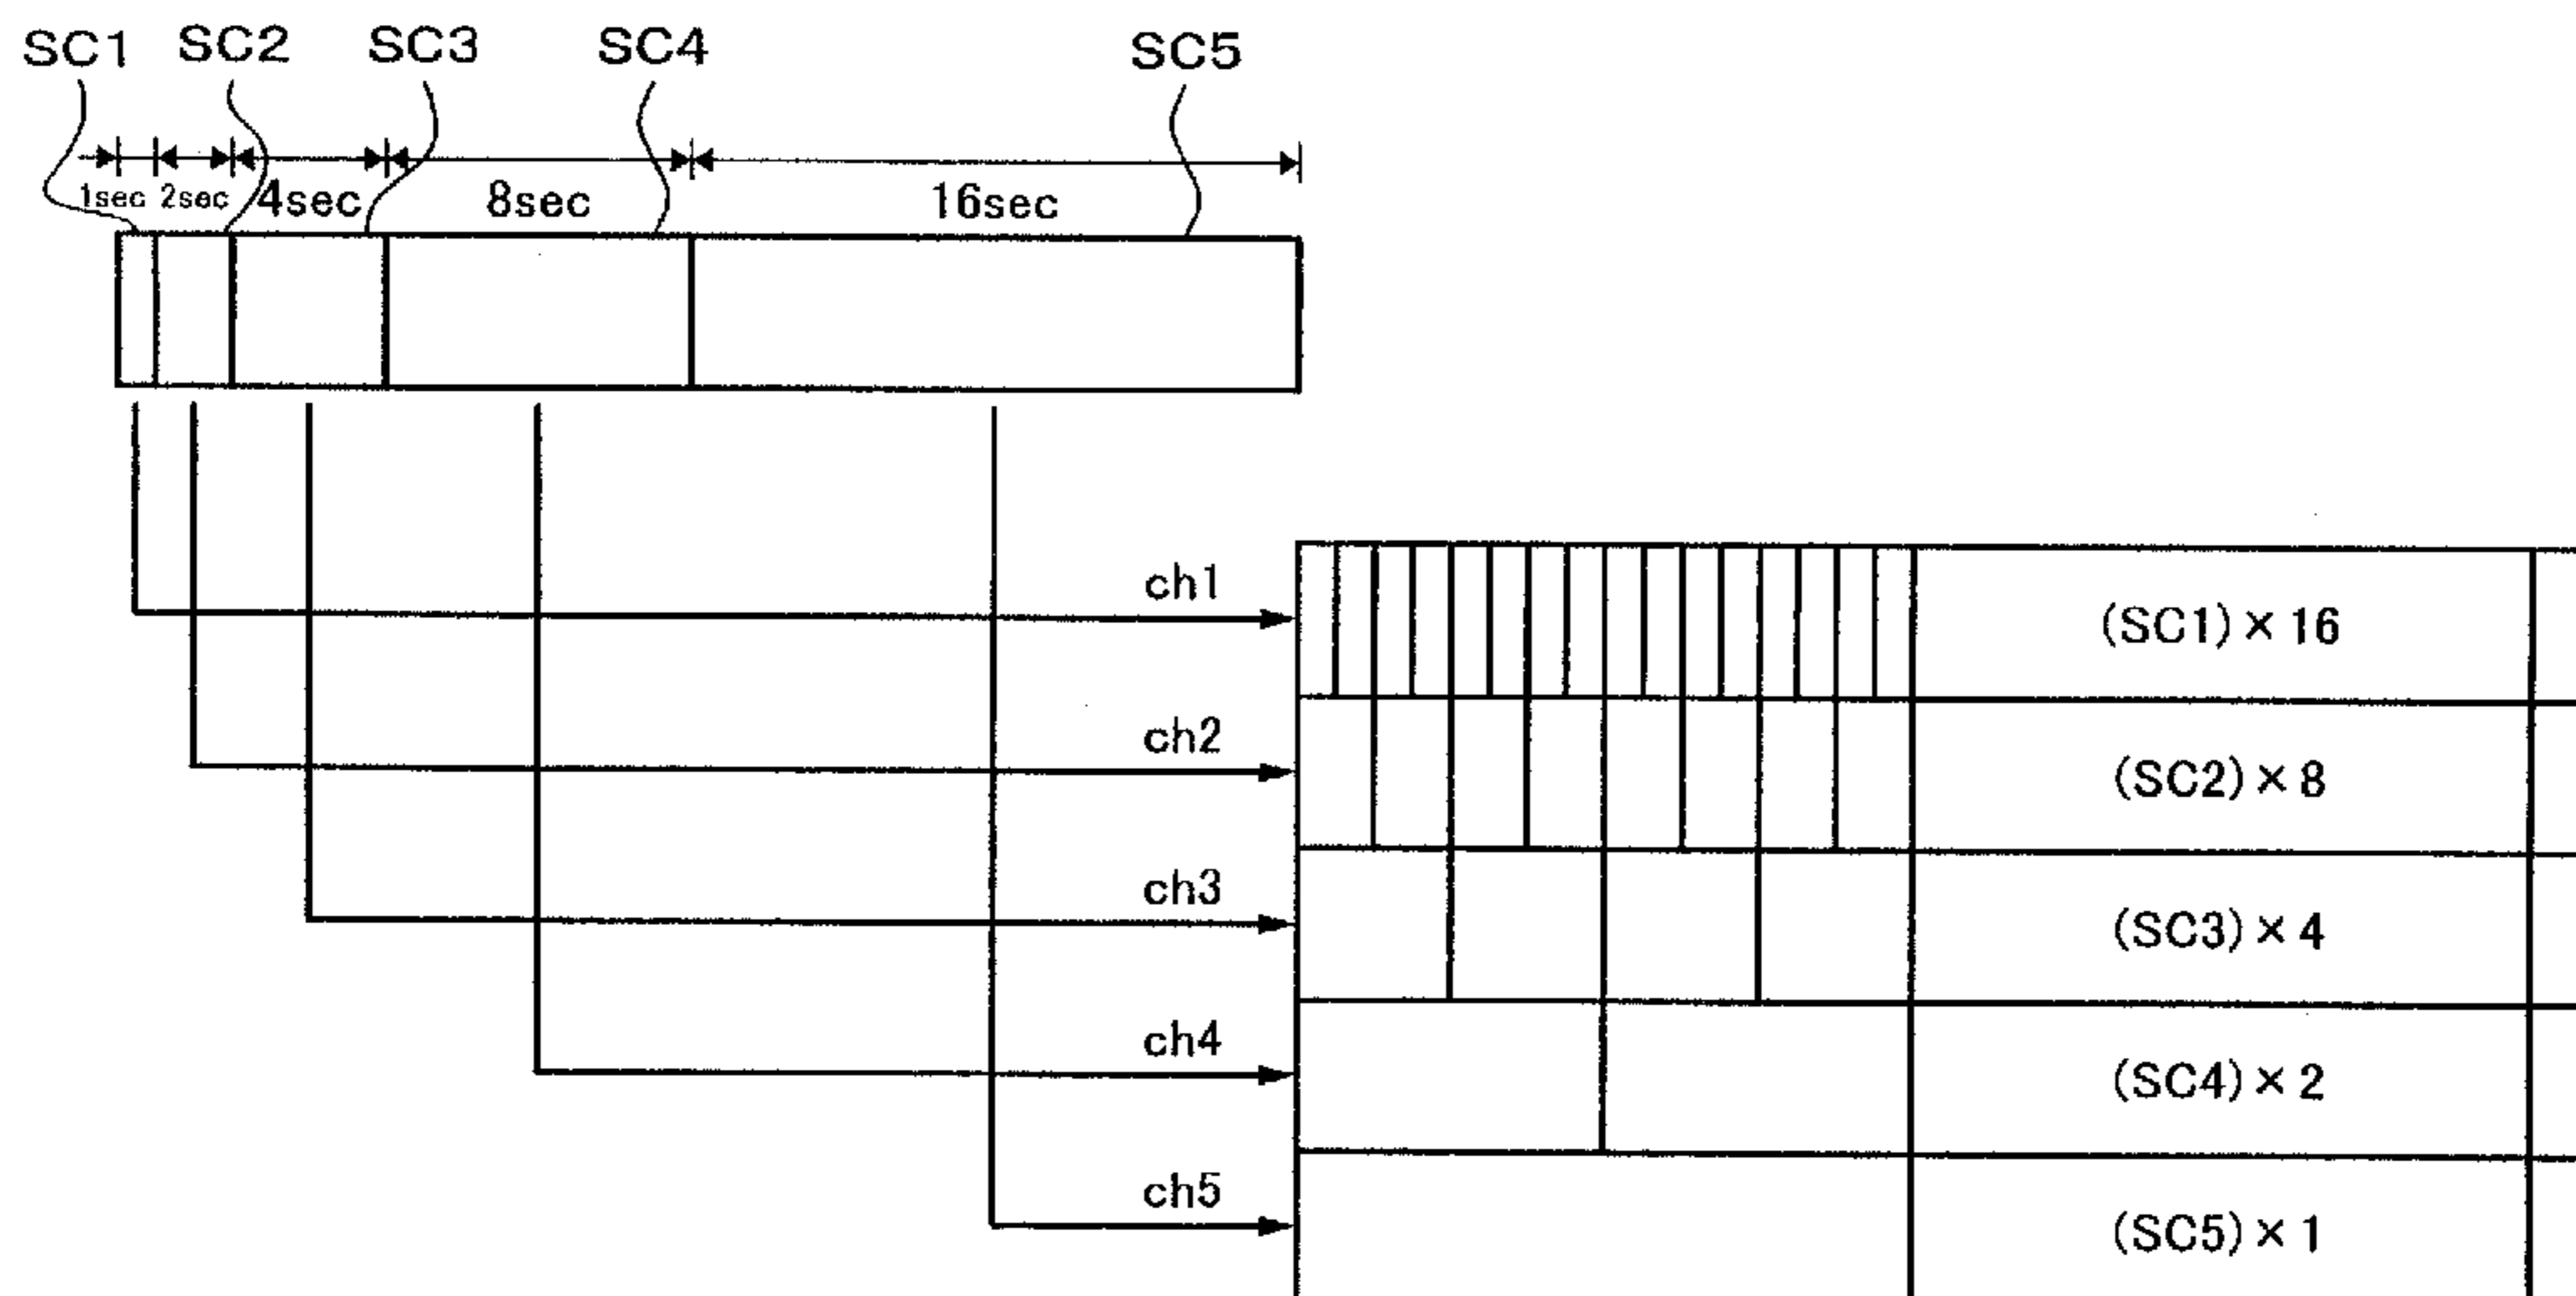 SC1 SC2 SC3 SC4 SC5
1sec 2sec 4sec 8sec 16sec
ch1 (SC1)×16
ch2 (SC2)×8
ch3 (SC3)×4
ch4 (SC4)×2
ch5 (SC5)×1